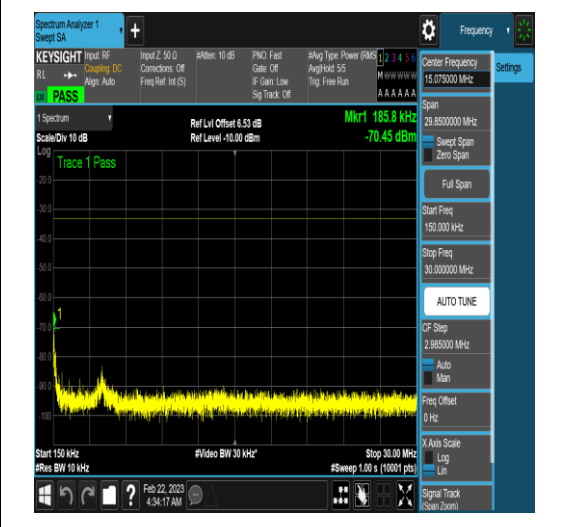 Spectrum Analyzer 1
Swept SA
+
Frequency
KEYSIGHT
RL
PASS
Input: RF
Coupling: DC
Align: Auto
Input Z: 50 Ω
Corrections: Off
Freq Ref: Int (S)
#Atten: 10 dB
PNO: Fast
Gate: Off
IF Gain: Low
Sig Track: Off
#Avg Type: Power (RMS
Avg|Hold: 5/5
Trig: Free Run
1 2 3 4 5 6
M W W W W W
A A A A A A
1 Spectrum
Scale/Div 10 dB
Ref Lvl Offset 6.53 dB
Ref Level -10.00 dBm
Mkr1 185.8 kHz
-70.45 dBm
Log
Trace 1 Pass
-20.0
-30.0
-40.0
-50.0
-60.0
-70.0
-80.0
-90.0
-100
1
Start 150 kHz
#Res BW 10 kHz
#Video BW 30 kHz*
Stop 30.00 MHz
#Sweep 1.00 s (10001 pts)
Feb 22, 2023
4:34:17 AM
?
Center Frequency
15.075000 MHz
Settings
Span
29.8500000 MHz
Swept Span
Zero Span
Full Span
Start Freq
150.000 kHz
Stop Freq
30.000000 MHz
AUTO TUNE
CF Step
2.985000 MHz
Auto
Man
Freq Offset
0 Hz
X Axis Scale
Log
Lin
Signal Track
(Span Zoom)